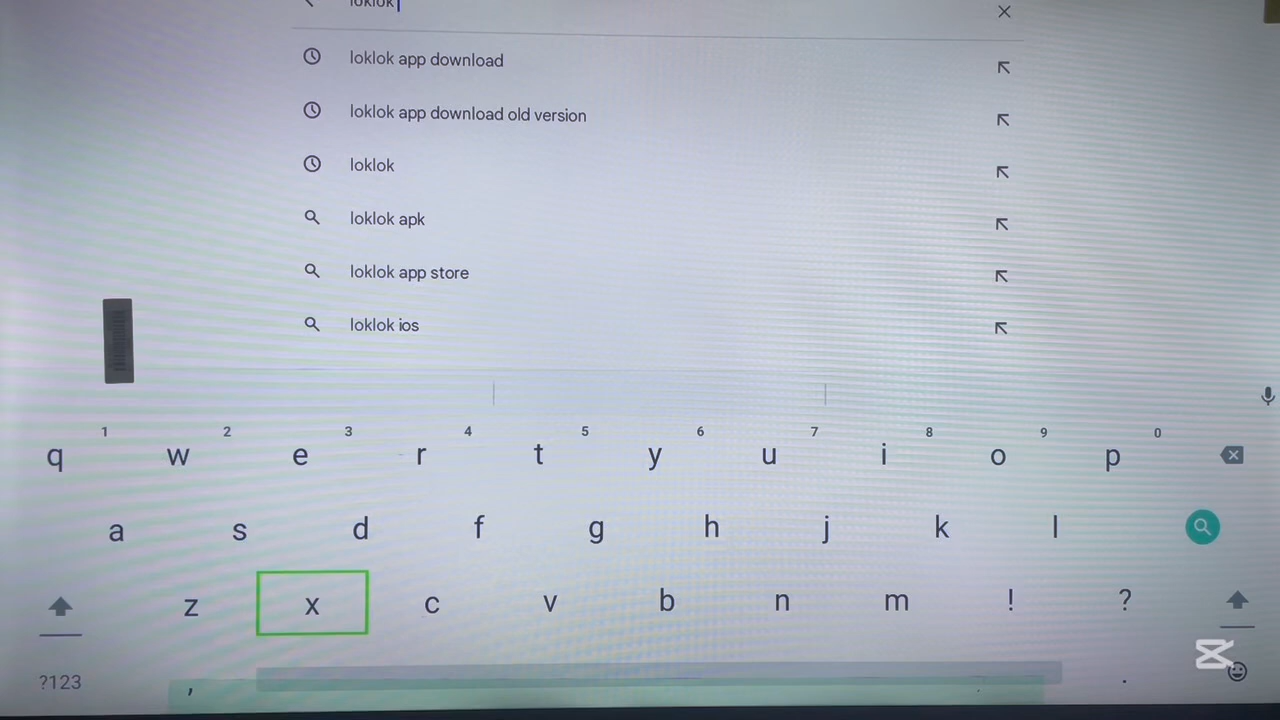 loklok
loklok app download
loklok app download old version
loklok
loklok apk
loklok app store
loklok ios
1 2 3 4 5 6 7 8 9 0
q w e r t y u i o p
a s d f g h j k l
z x c v b n m ! ?
?123 , .